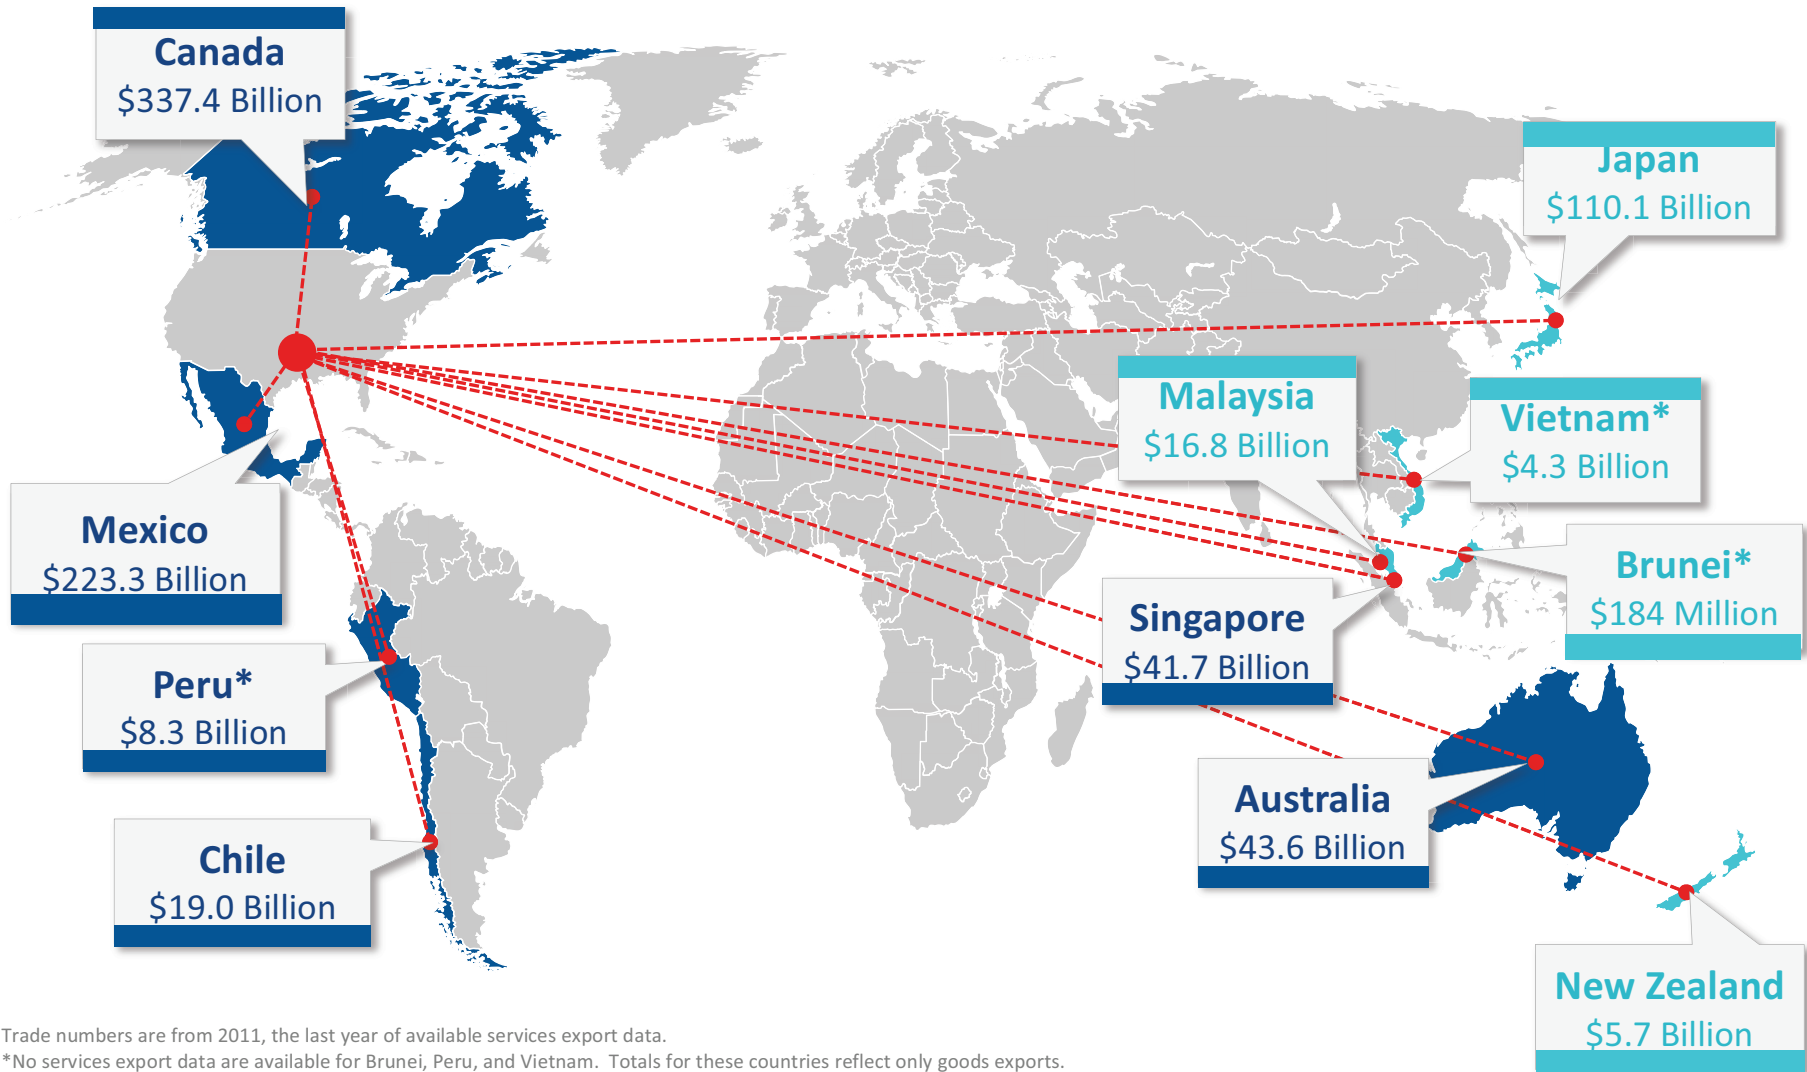 Canada
$337.4 Billion
Japan
$110.1 Billion
Malaysia
$16.8 Billion
Vietnam*
$4.3 Billion
Mexico
$223.3 Billion
Brunei*
$184 Million
Singapore
$41.7 Billion
Peru*
$8.3 Billion
Australia
$43.6 Billion
Chile
$19.0 Billion
New Zealand
$5.7 Billion
Trade numbers are from 2011, the last year of available services export data.
*No services export data are available for Brunei, Peru, and Vietnam.  Totals for these countries reflect only goods exports.